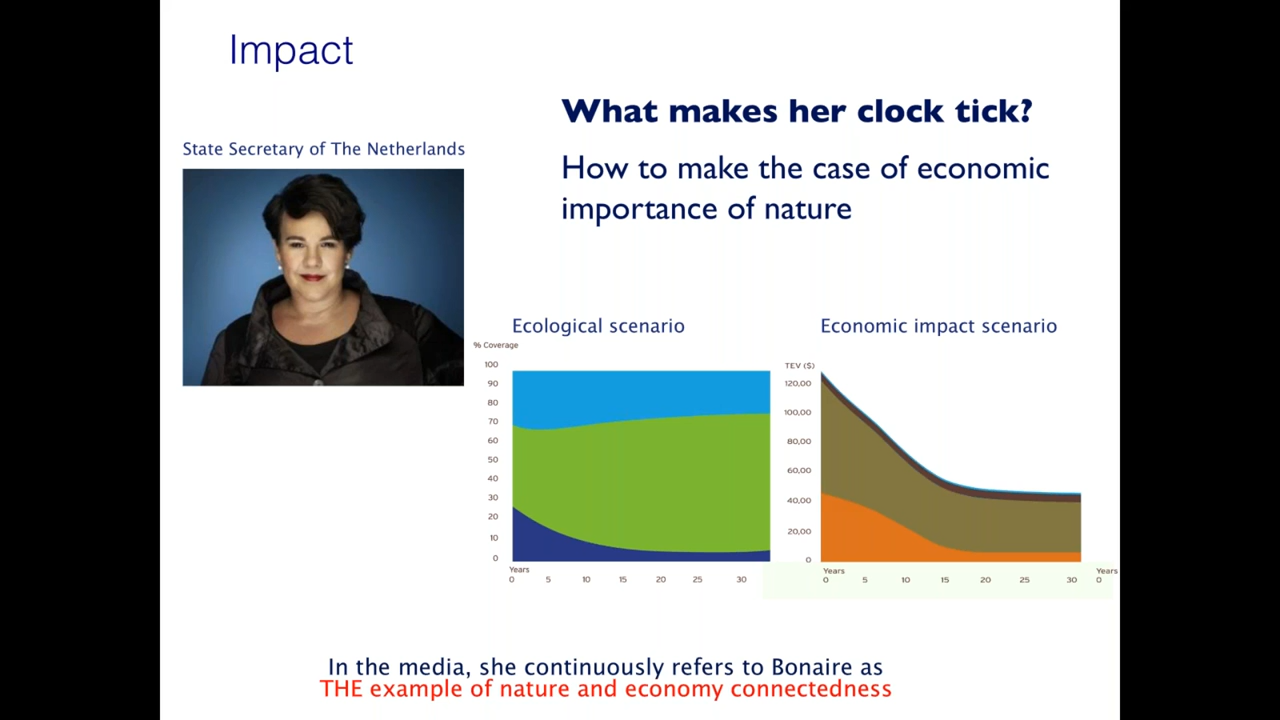 Impact
What makes her clock tick?
State Secretary of The Netherlands
How to make the case of economic
importance of nature
Ecological scenario
% Coverage
100
90
80
70
60
50
40
30
20
10
0
Years
0 5 10 15 20 25 30
Economic impact scenario
TEV ($)
120,00
100,00
80,00
60,00
40,00
20,00
0
Years
0 5 10 15 20 25 30
Years
0
In the media, she continuously refers to Bonaire as
THE example of nature and economy connectedness